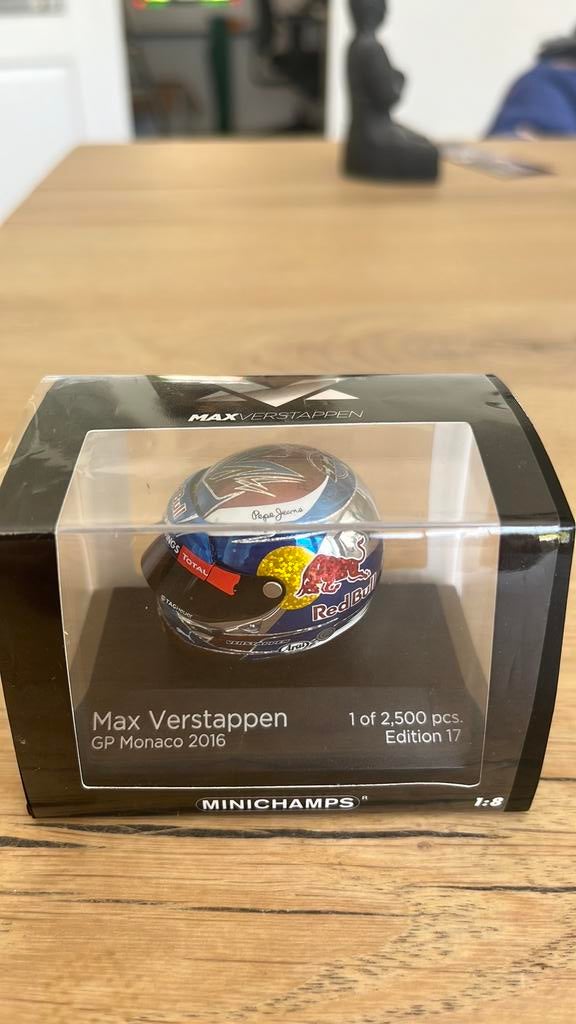 MAXVERSTAPPEN
Pepe Jeans
TOTAL
Red Bull
VERSTAPPEN
Arai
Max Verstappen
GP Monaco 2016
1 of 2,500 pcs.
Edition 17
MINICHAMPS
1:8